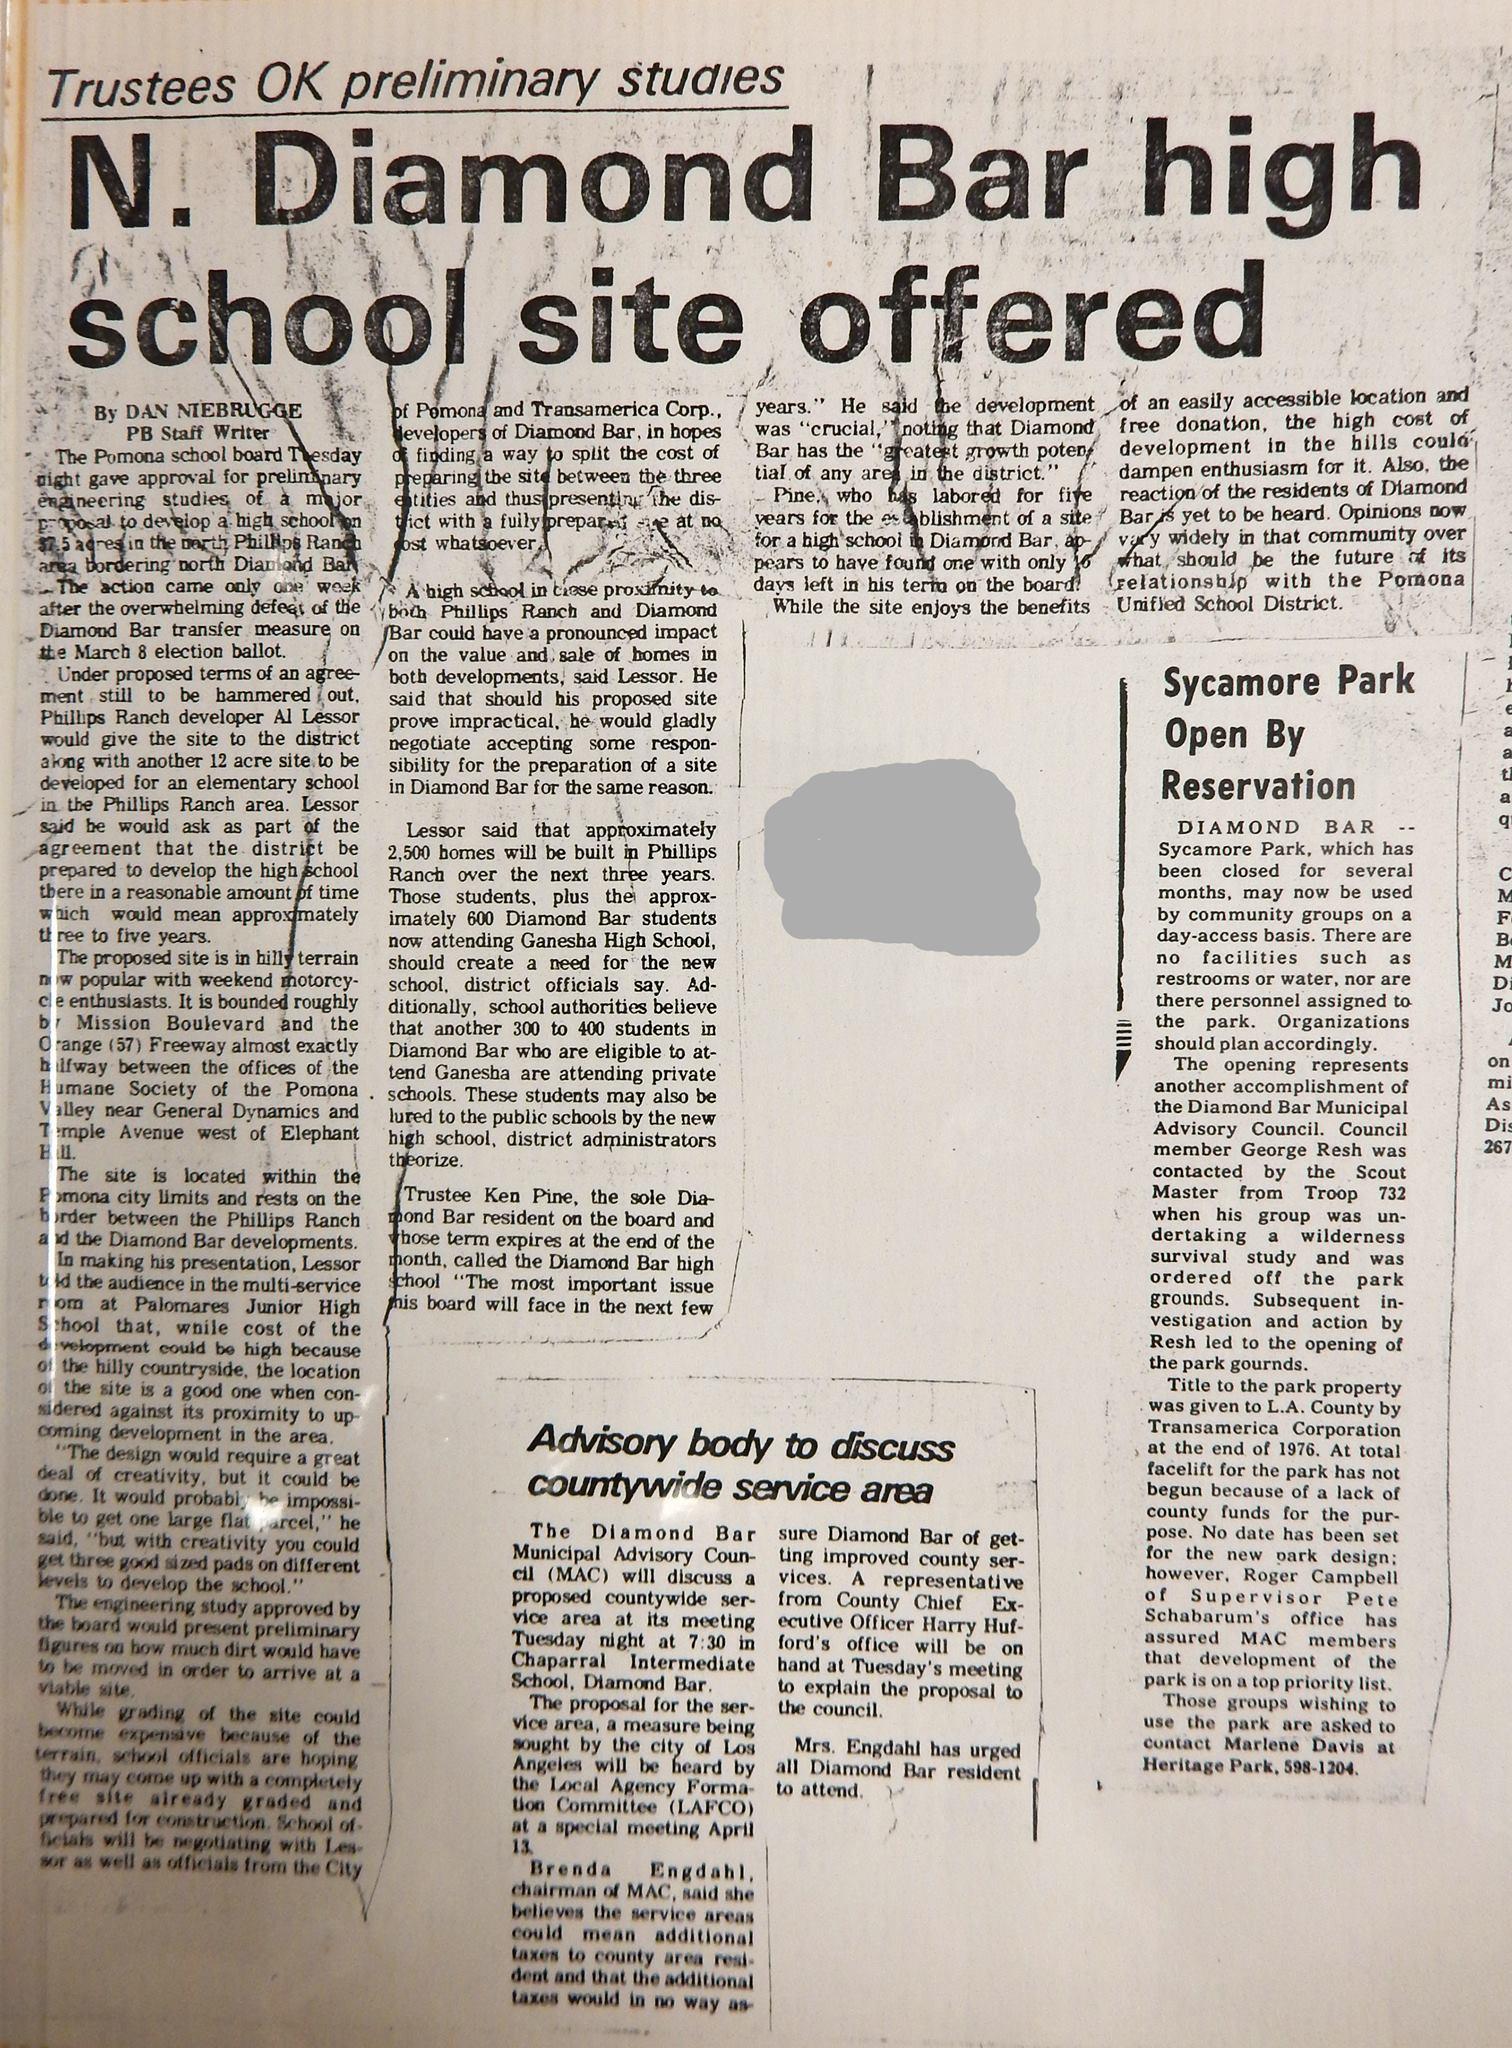 Trustees OK preliminary studies
N. Diamond Bar high
school site offered
By DAN NIEBRUGGE
PB Staff Writer
The Pomona school board Tuesday
night gave approval for preliminary
engineering studies of a major
proposal to develop a high school on
37.5 acres in the north Phillips Ranch
area bordering north Diamond Bar.
The action came only one week
after the overwhelming defeat of the
Diamond Bar transfer measure on
the March 8 election ballot.
Under proposed terms of an agree-
ment still to be hammered out,
Phillips Ranch developer Al Lessor
would give the site to the district
along with another 12 acre site to be
developed for an elementary school
in the Phillips Ranch area. Lessor
said he would ask as part of the
agreement that the district be
prepared to develop the high school
there in a reasonable amount of time
which would mean approximately
three to five years.
The proposed site is in hilly terrain
now popular with weekend motorcy-
cle enthusiasts. It is bounded roughly
by Mission Boulevard and the
Orange (57) Freeway almost exactly
halfway between the offices of the
Humane Society of the Pomona
Valley near General Dynamics and
Temple Avenue west of Elephant
Hill.
The site is located within the
Pomona city limits and rests on the
border between the Phillips Ranch
and the Diamond Bar developments.
In making his presentation, Lessor
told the audience in the multi-service
room at Palomares Junior High
School that, while cost of the
development could be high because
of the hilly countryside, the location
of the site is a good one when con-
sidered against its proximity to up-
coming development in the area.
"The design would require a great
deal of creativity, but it could be
done. It would probably be impossi-
ble to get one large flat parcel," he
said, "but with creativity you could
get three good sized pads on different
levels to develop the school."
The engineering study approved by
the board would present preliminary
figures on how much dirt would have
to be moved in order to arrive at a
viable site.
While grading of the site could
become expensive because of the
terrain, school officials are hoping
they may come up with a completely
free site already graded and
prepared for construction. School of-
ficials will be negotiating with Les-
sor as well as officials from the City
of Pomona and Transamerica Corp.,
developers of Diamond Bar, in hopes
of finding a way to split the cost of
preparing the site between the three
entities and thus presenting the dis-
trict with a fully prepared at no
cost whatsoever.
A high school in close proximity to
both Phillips Ranch and Diamond
Bar could have a pronounced impact
on the value and sale of homes in
both developments, said Lessor. He
said that should his proposed site
prove impractical, he would gladly
negotiate accepting some respon-
sibility for the preparation of a site
in Diamond Bar for the same reason.
Lessor said that approximately
2,500 homes will be built in Phillips
Ranch over the next three years.
Those students, plus the approx-
imately 600 Diamond Bar students
now attending Ganesha High School,
should create a need for the new
school, district officials say. Ad-
ditionally, school authorities believe
that another 300 to 400 students in
Diamond Bar who are eligible to at-
tend Ganesha are attending private
schools. These students may also be
lured to the public schools by the new
high school, district administrators
theorize.
Trustee Ken Pine, the sole Dia-
mond Bar resident on the board and
whose term expires at the end of the
month, called the Diamond Bar high
school "The most important issue
this board will face in the next few
years." He said the development
was "crucial," noting that Diamond
Bar has the "greatest growth poten-
tial of any area in the district."
Pine, who has labored for five
years for the establishment of a site
for a high school in Diamond Bar, ap-
pears to have found one with only 16
days left in his term on the board.
While the site enjoys the benefits
of an easily accessible location and
free donation, the high cost of
development in the hills could
dampen enthusiasm for it. Also, the
reaction of the residents of Diamond
Bar is yet to be heard. Opinions now
vary widely in that community over
what should be the future of its
relationship with the Pomona
Unified School District.
Sycamore Park
Open By
Reservation
DIAMOND BAR --
Sycamore Park, which has
been closed for several
months, may now be used
by community groups on a
day-access basis. There are
no facilities such as
restrooms or water, nor are
there personnel assigned to
the park. Organizations
should plan accordingly.
The opening represents
another accomplishment of
the Diamond Bar Municipal
Advisory Council. Council
member George Resh was
contacted by the Scout
Master from Troop 732
when his group was un-
dertaking a wilderness
survival study and was
ordered off the park
grounds. Subsequent in-
vestigation and action by
Resh led to the opening of
the park gournds.
Title to the park property
was given to L.A. County by
Transamerica Corporation
at the end of 1976. At total
facelift for the park has not
begun because of a lack of
county funds for the pur-
pose. No date has been set
for the new park design;
however, Roger Campbell
of Supervisor Pete
Schabarum's office has
assured MAC members
that development of the
park is on a top priority list.
Those groups wishing to
use the park are asked to
contact Marlene Davis at
Heritage Park, 598-1204.
Advisory body to discuss
countywide service area
The Diamond Bar
Municipal Advisory Coun-
cil (MAC) will discuss a
proposed countywide ser-
vice area at its meeting
Tuesday night at 7:30 in
Chaparral Intermediate
School, Diamond Bar.
The proposal for the ser-
vice area, a measure being
sought by the city of Los
Angeles will be heard by
the Local Agency Forma-
tion Committee (LAFCO)
at a special meeting April
13.
Brenda Engdahl,
chairman of MAC, said she
believes the service areas
could mean additional
taxes to county area resi-
dent and that the additional
taxes would in no way as-
sure Diamond Bar of get-
ting improved county ser-
vices. A representative
from County Chief Ex-
ecutive Officer Harry Huf-
ford's office will be on
hand at Tuesday's meeting
to explain the proposal to
the council.
Mrs. Engdahl has urged
all Diamond Bar resident
to attend.